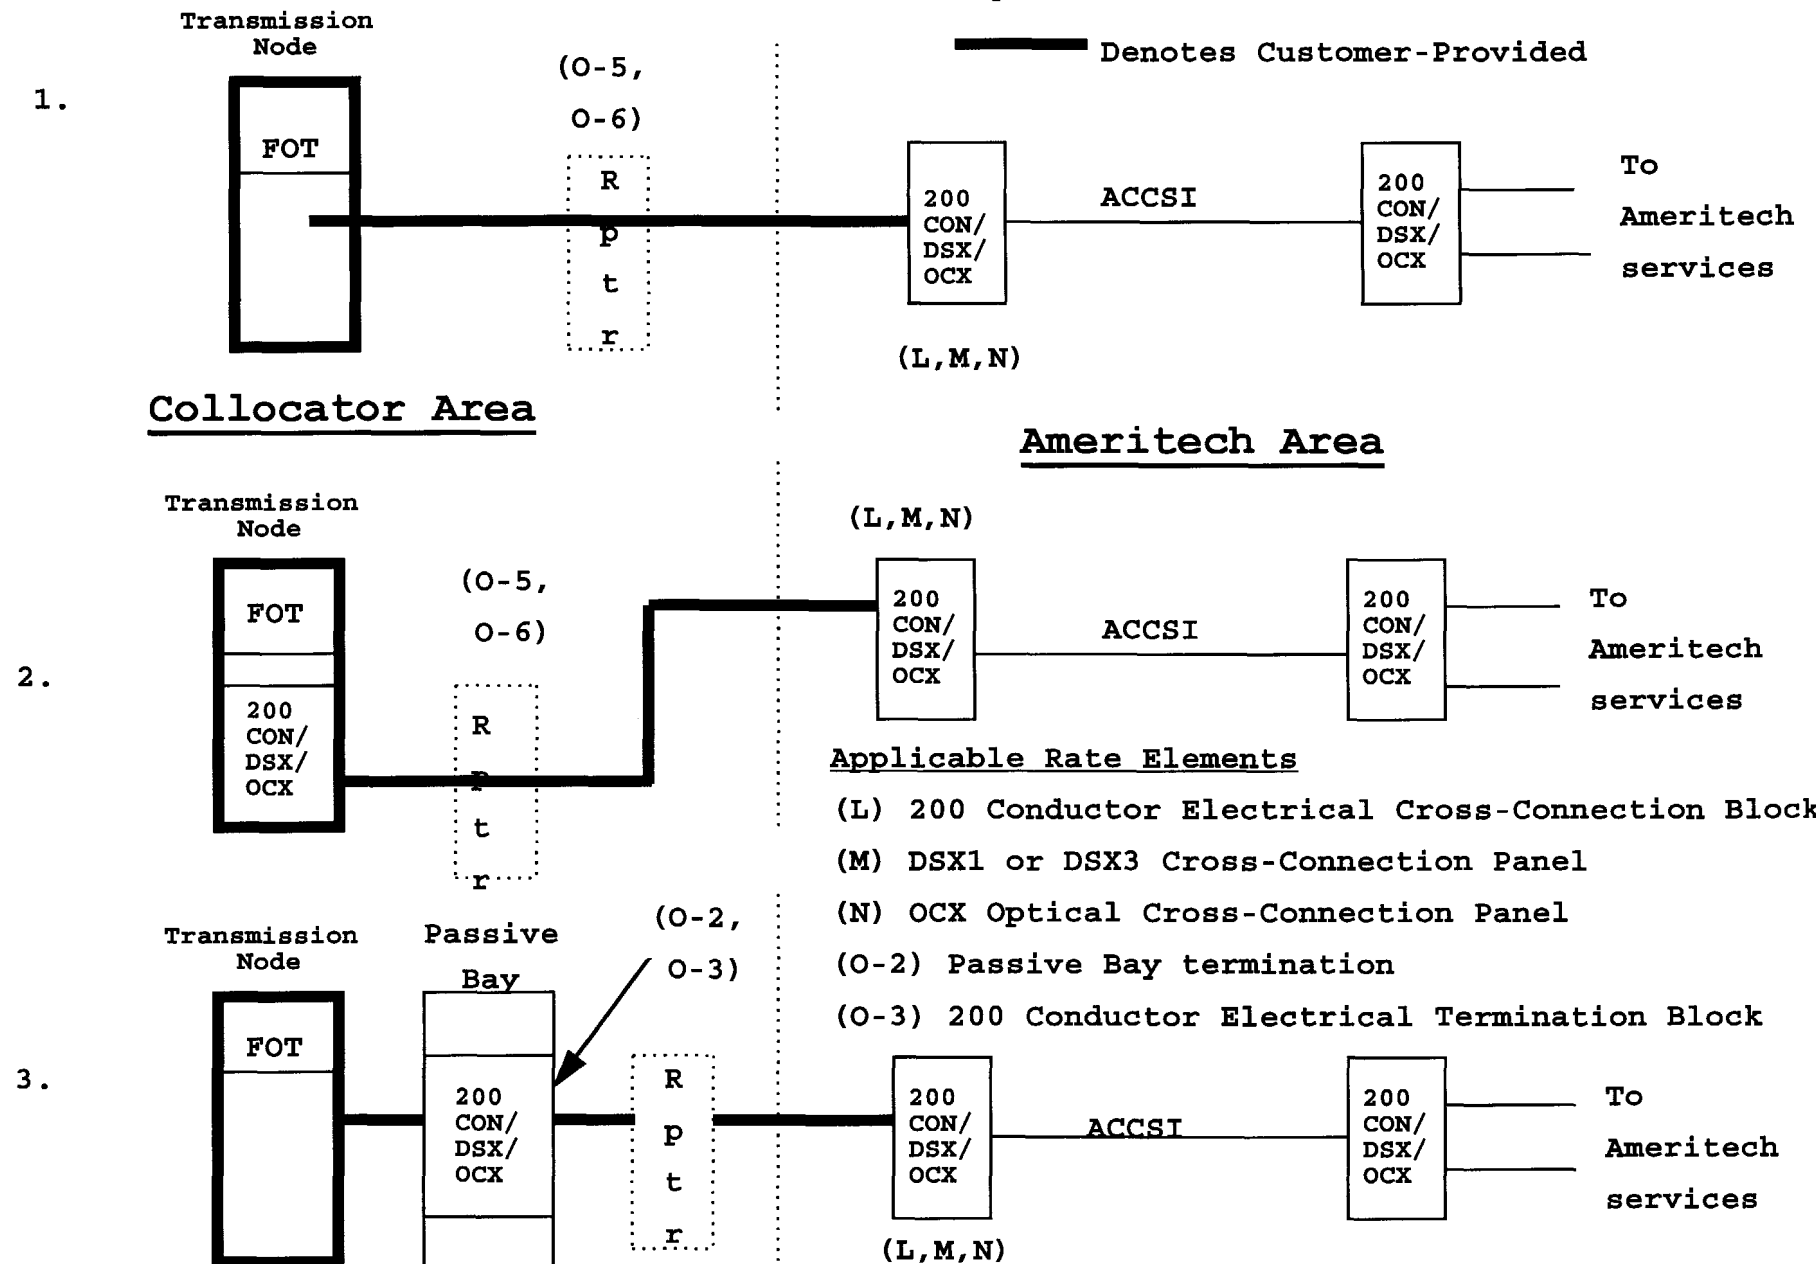 Denotes Customer-Provided
1.
Transmission
Node
FOT
(O-5,
O-6)
R
p
t
r
200
CON/
DSX/
OCX
(L,M,N)
ACCSI
200
CON/
DSX/
OCX
To
Ameritech
services
Collocator Area
Ameritech Area
2.
Transmission
Node
FOT
200
CON/
DSX/
OCX
(O-5,
O-6)
R
p
t
r
(L,M,N)
200
CON/
DSX/
OCX
ACCSI
200
CON/
DSX/
OCX
To
Ameritech
services
Applicable Rate Elements
(L) 200 Conductor Electrical Cross-Connection Block
(M) DSX1 or DSX3 Cross-Connection Panel
(N) OCX Optical Cross-Connection Panel
(O-2) Passive Bay termination
(O-3) 200 Conductor Electrical Termination Block
3.
Transmission
Node
FOT
Passive
Bay
200
CON/
DSX/
OCX
(O-2,
O-3)
R
p
t
r
200
CON/
DSX/
OCX
(L,M,N)
ACCSI
200
CON/
DSX/
OCX
To
Ameritech
services